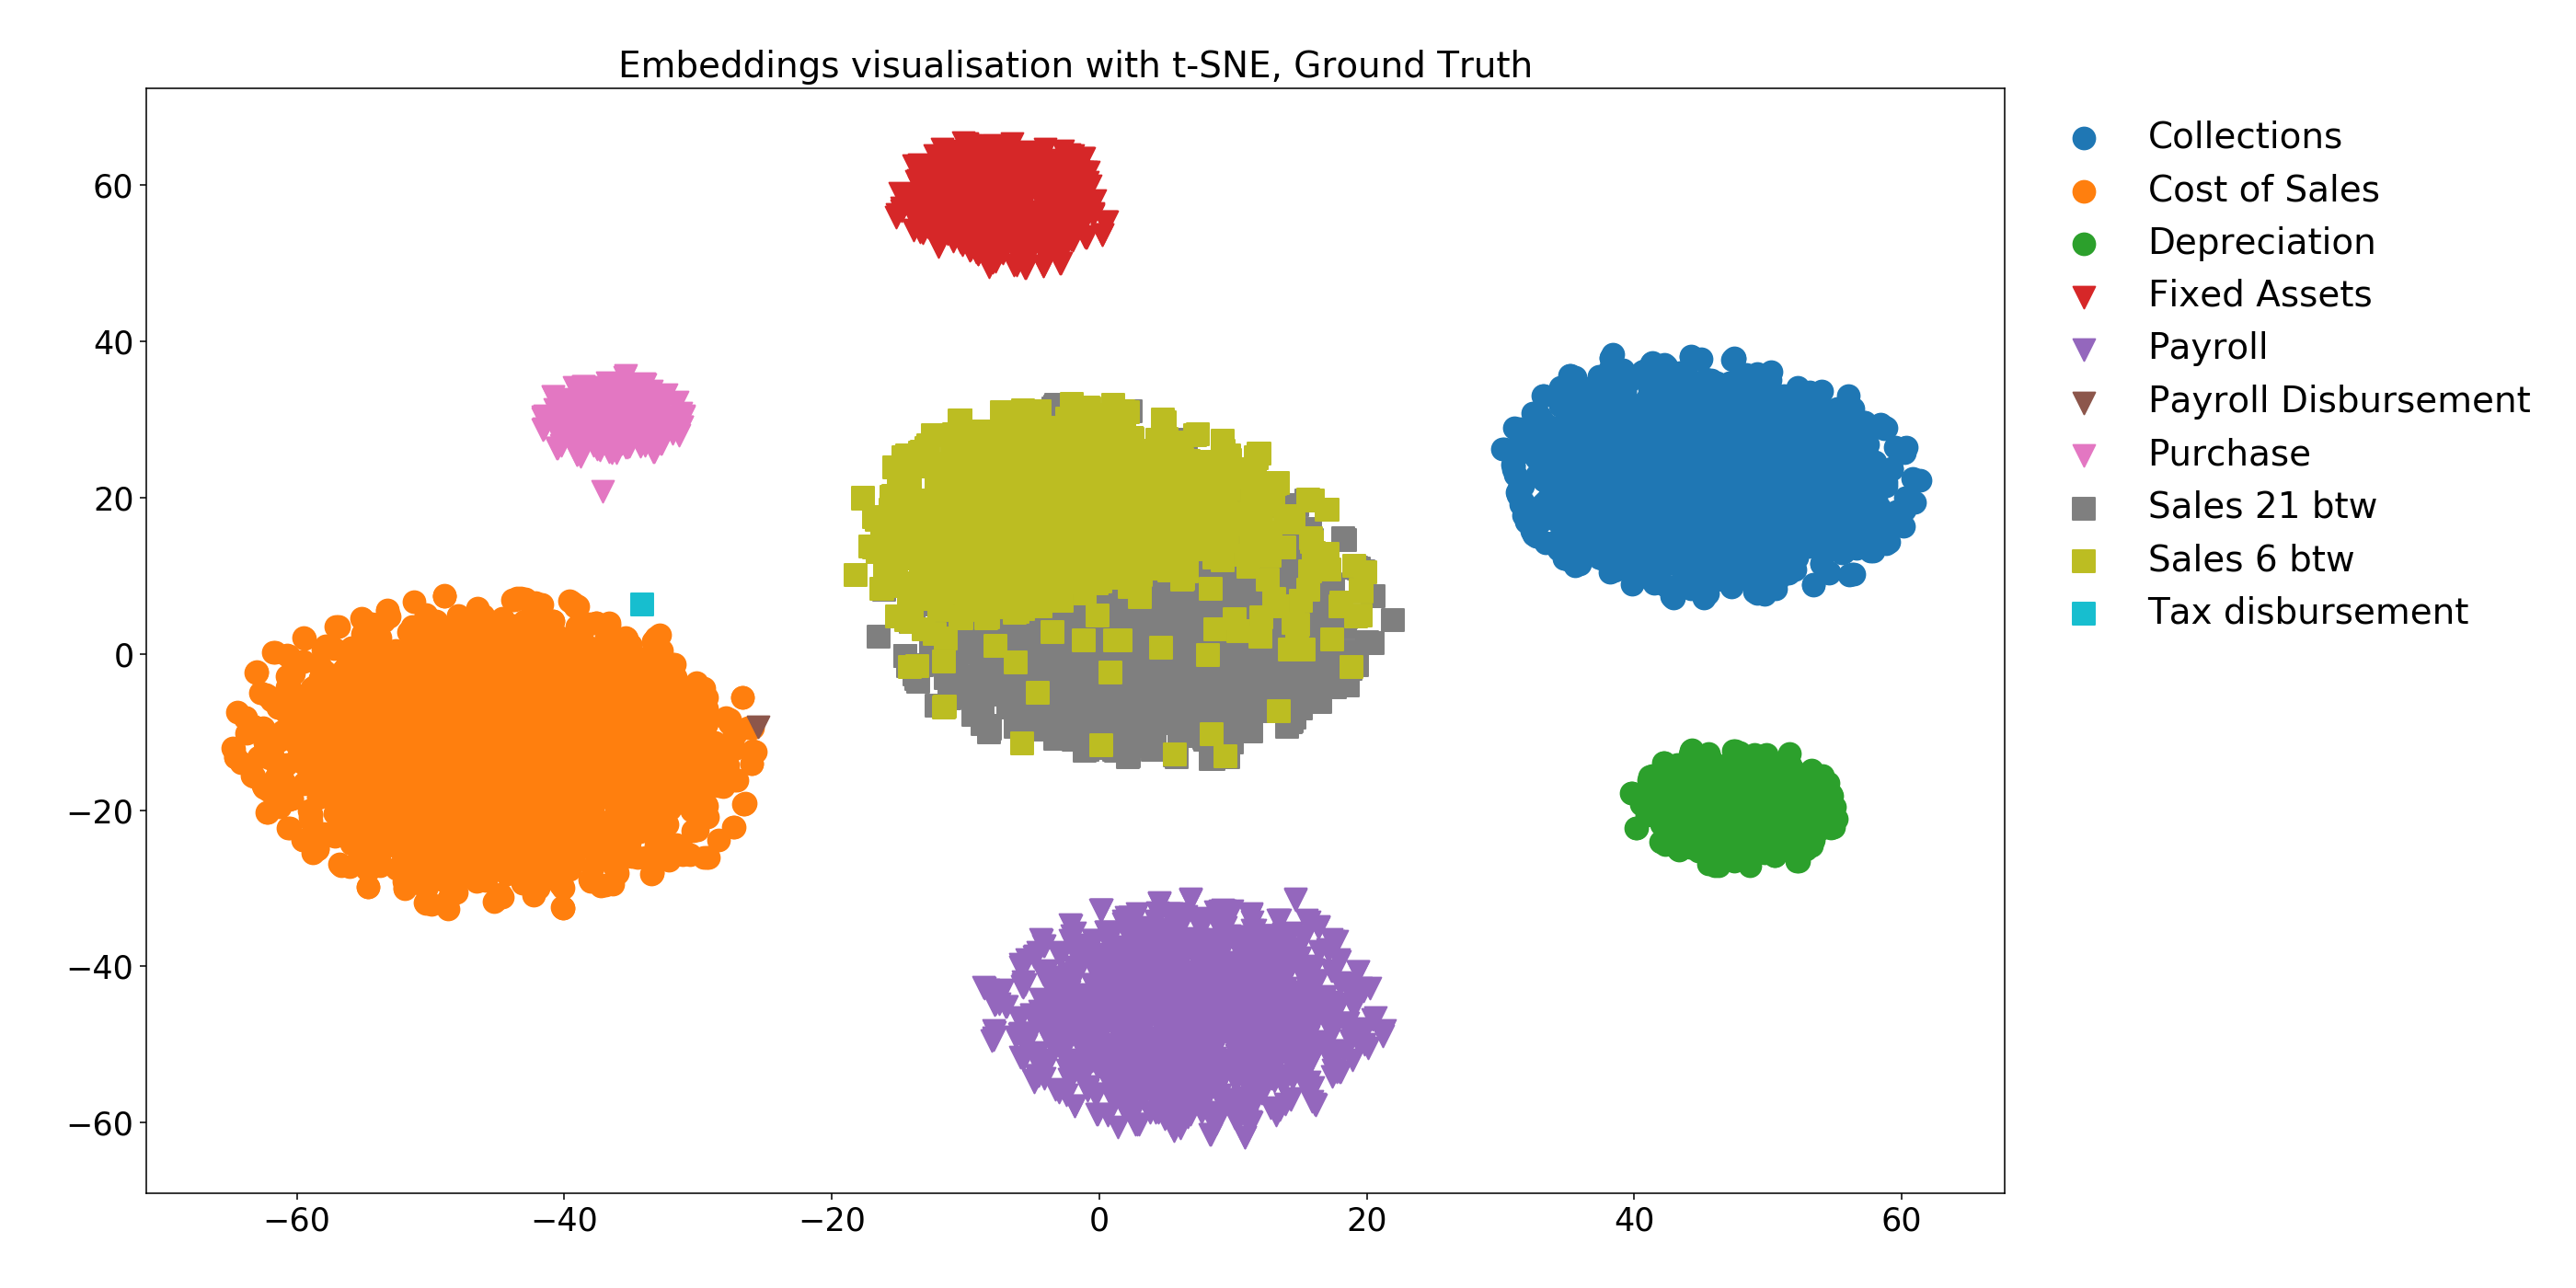 Embeddings visualisation with t-SNE, Ground Truth
60
40
20
0
−20
−40
−60
−60 −40 −20 0 20 40 60
Collections
Cost of Sales
Depreciation
Fixed Assets
Payroll
Payroll Disbursement
Purchase
Sales 21 btw
Sales 6 btw
Tax disbursement